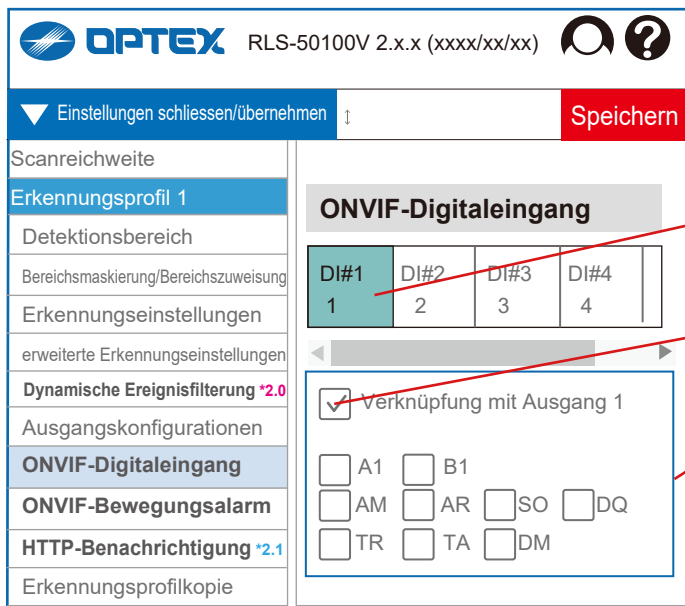 OPTEX RLS-50100V 2.x.x (xxxx/xx/xx) ?
Einstellungen schliessen/übernehmen ↕ Speichern
Scanreichweite
Erkennungsprofil 1
Detektionsbereich
Bereichsmaskierung/Bereichszuweisung
Erkennungseinstellungen
erweiterte Erkennungseinstellungen
Dynamische Ereignisfilterung *2.0
Ausgangskonfigurationen
ONVIF-Digitaleingang
ONVIF-Bewegungsalarm
HTTP-Benachrichtigung *2.1
Erkennungsprofilkopie
ONVIF-Digitaleingang
DI#1 DI#2 DI#3 DI#4
1 2 3 4
Verknüpfung mit Ausgang 1
A1 B1
AM AR SO DQ
TR TA DM